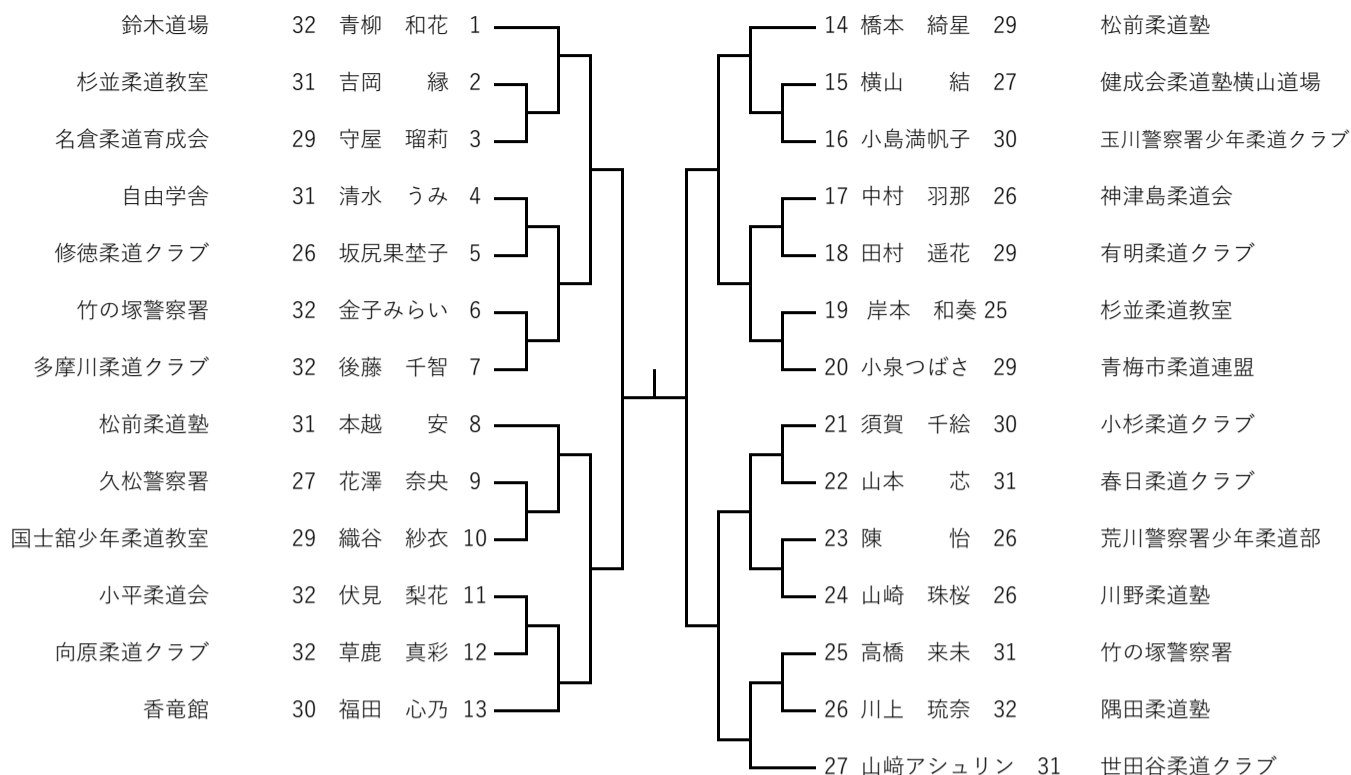 鈴木道場 32 青柳 和花 1
杉並柔道教室 31 吉岡 縁 2
名倉柔道育成会 29 守屋 瑠莉 3
自由学舎 31 清水 うみ 4
修徳柔道クラブ 26 坂尻果埜子 5
竹の塚警察署 32 金子みらい 6
多摩川柔道クラブ 32 後藤 千智 7
松前柔道塾 31 本越 安 8
久松警察署 27 花澤 奈央 9
国士舘少年柔道教室 29 織谷 紗衣 10
小平柔道会 32 伏見 梨花 11
向原柔道クラブ 32 草鹿 真彩 12
香竜館 30 福田 心乃 13
14 橋本 綺星 29 松前柔道塾
15 横山 結 27 健成会柔道塾横山道場
16 小島満帆子 30 玉川警察署少年柔道クラブ
17 中村 羽那 26 神津島柔道会
18 田村 遥花 29 有明柔道クラブ
19 岸本 和奏 25 杉並柔道教室
20 小泉つばさ 29 青梅市柔道連盟
21 須賀 千絵 30 小杉柔道クラブ
22 山本 芯 31 春日柔道クラブ
23 陳 怡 26 荒川警察署少年柔道部
24 山崎 珠桜 26 川野柔道塾
25 高橋 来未 31 竹の塚警察署
26 川上 琉奈 32 隅田柔道塾
27 山﨑アシュリン 31 世田谷柔道クラブ